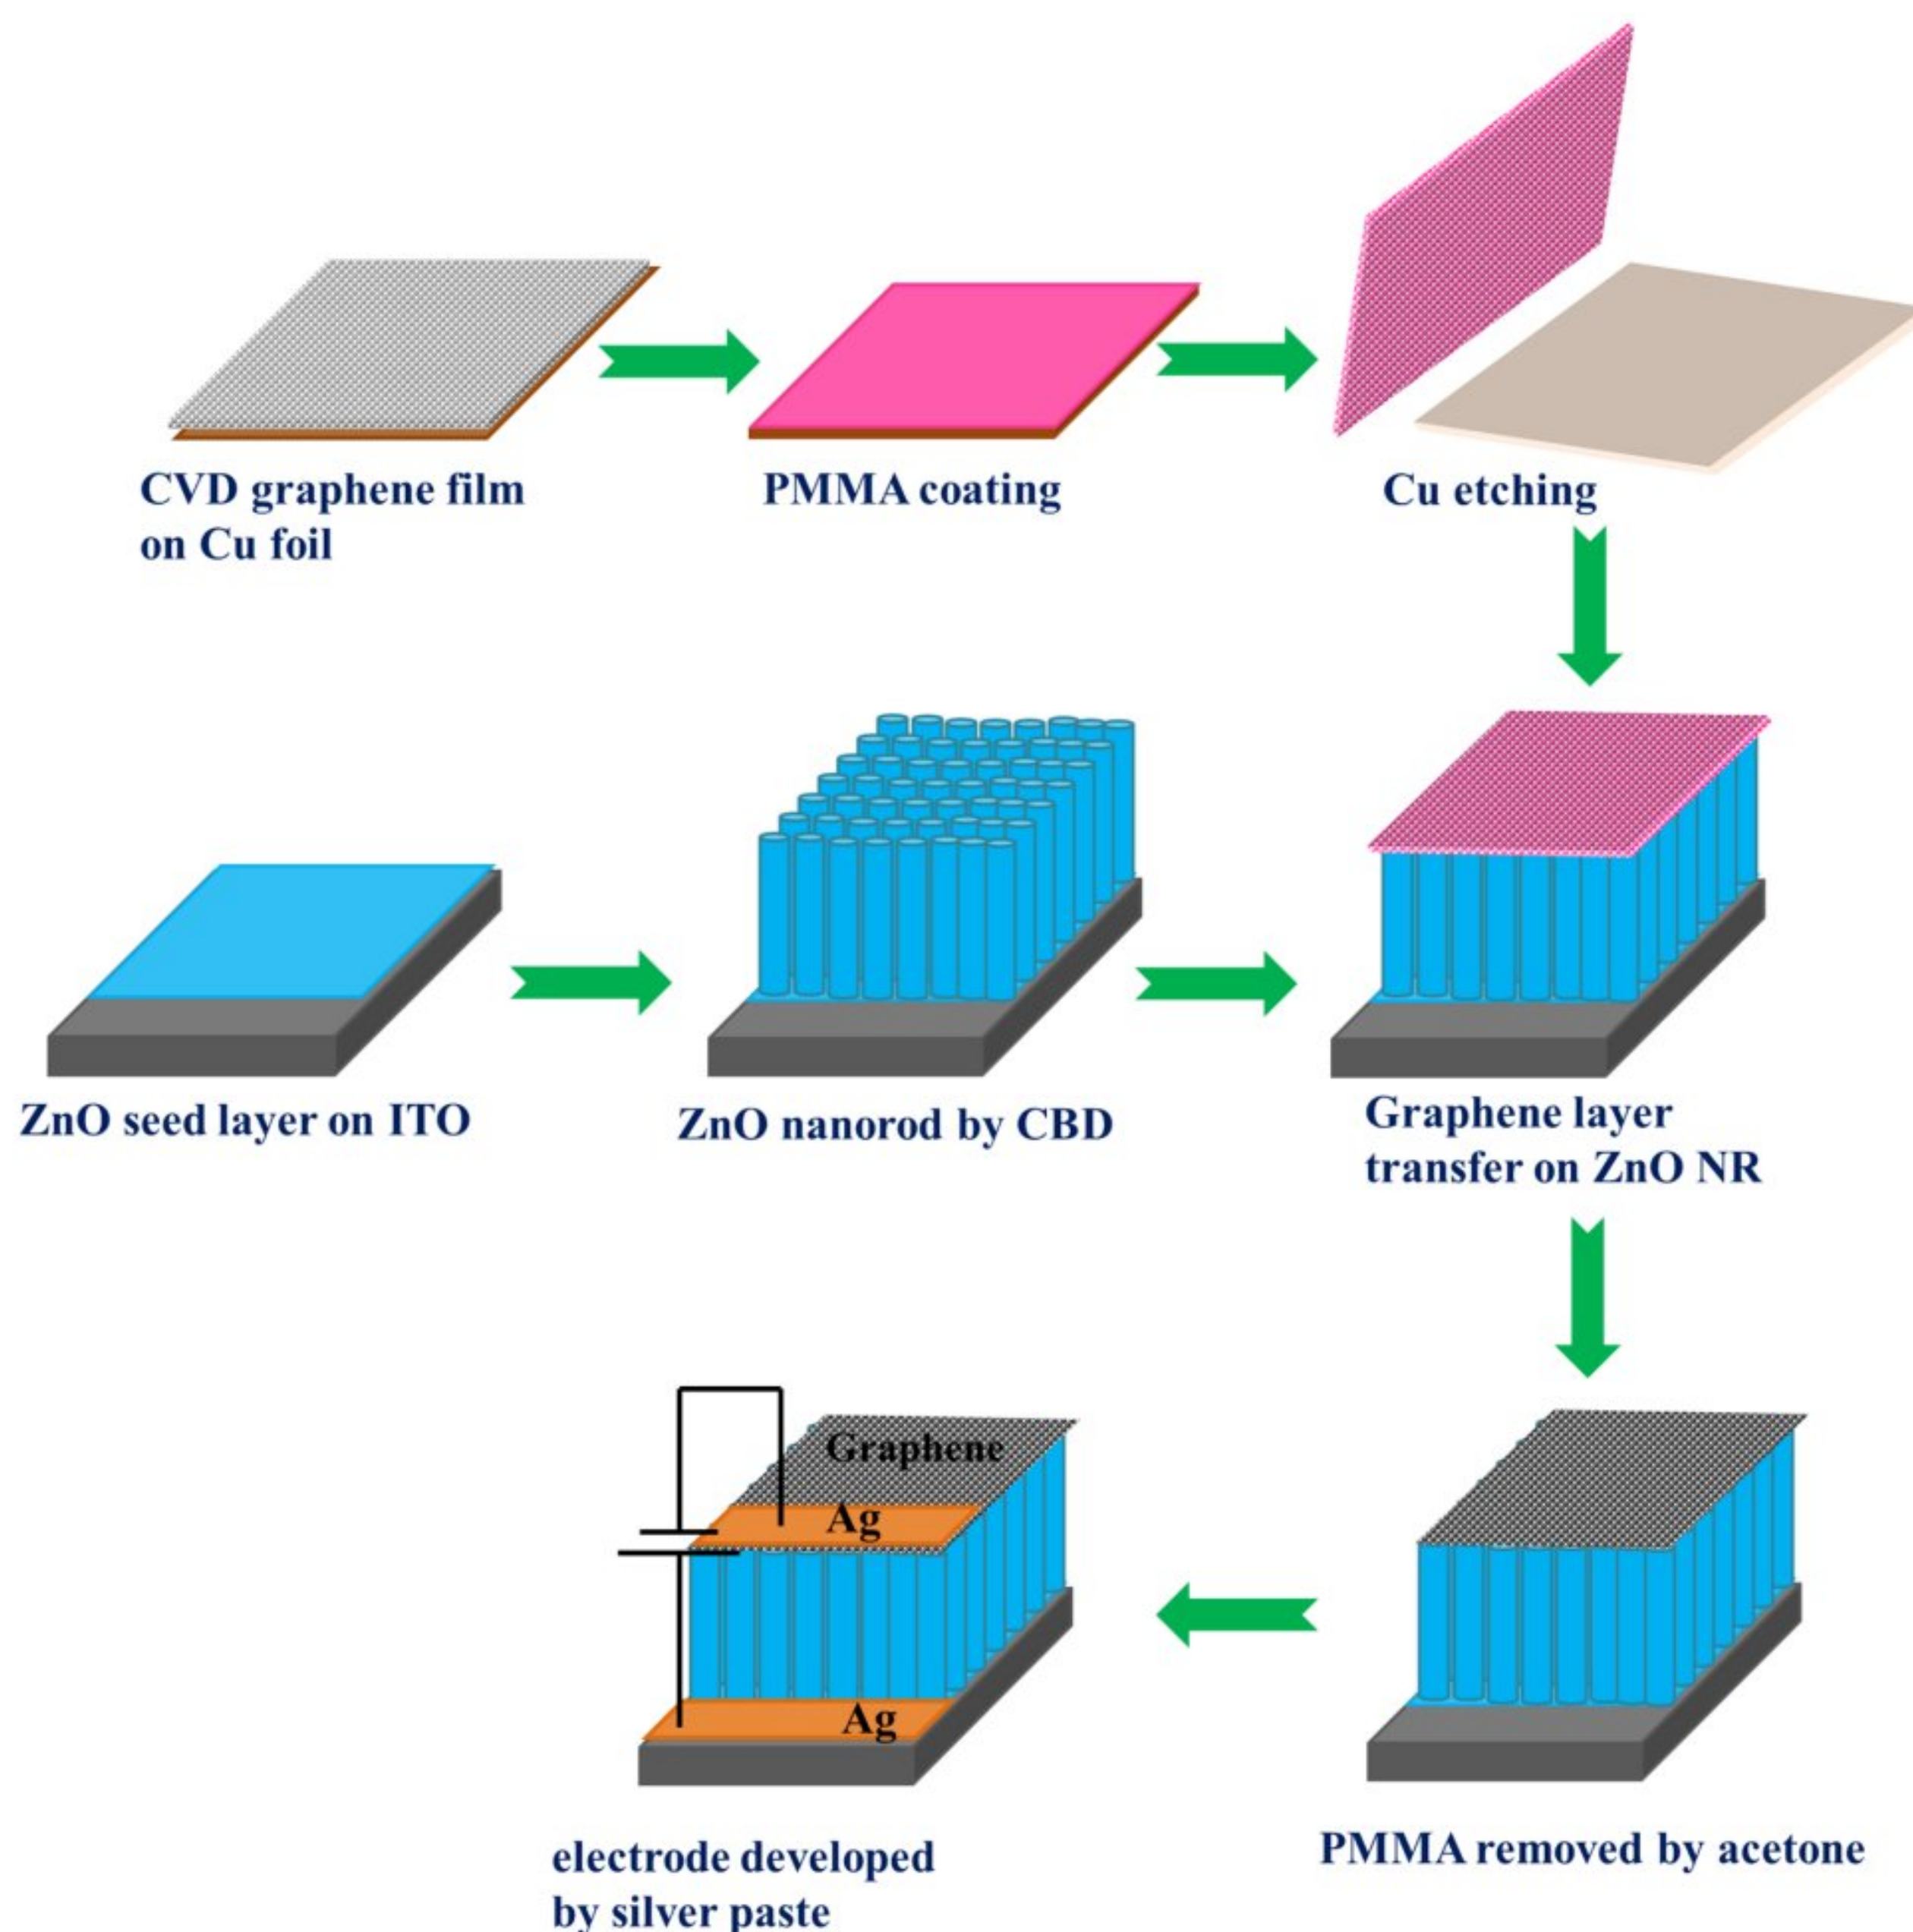 CVD graphene film
on Cu foil
PMMA coating
Cu etching
ZnO seed layer on ITO
ZnO nanorod by CBD
Graphene layer
transfer on ZnO NR
Graphene
Ag
Ag
electrode developed
by silver paste
PMMA removed by acetone